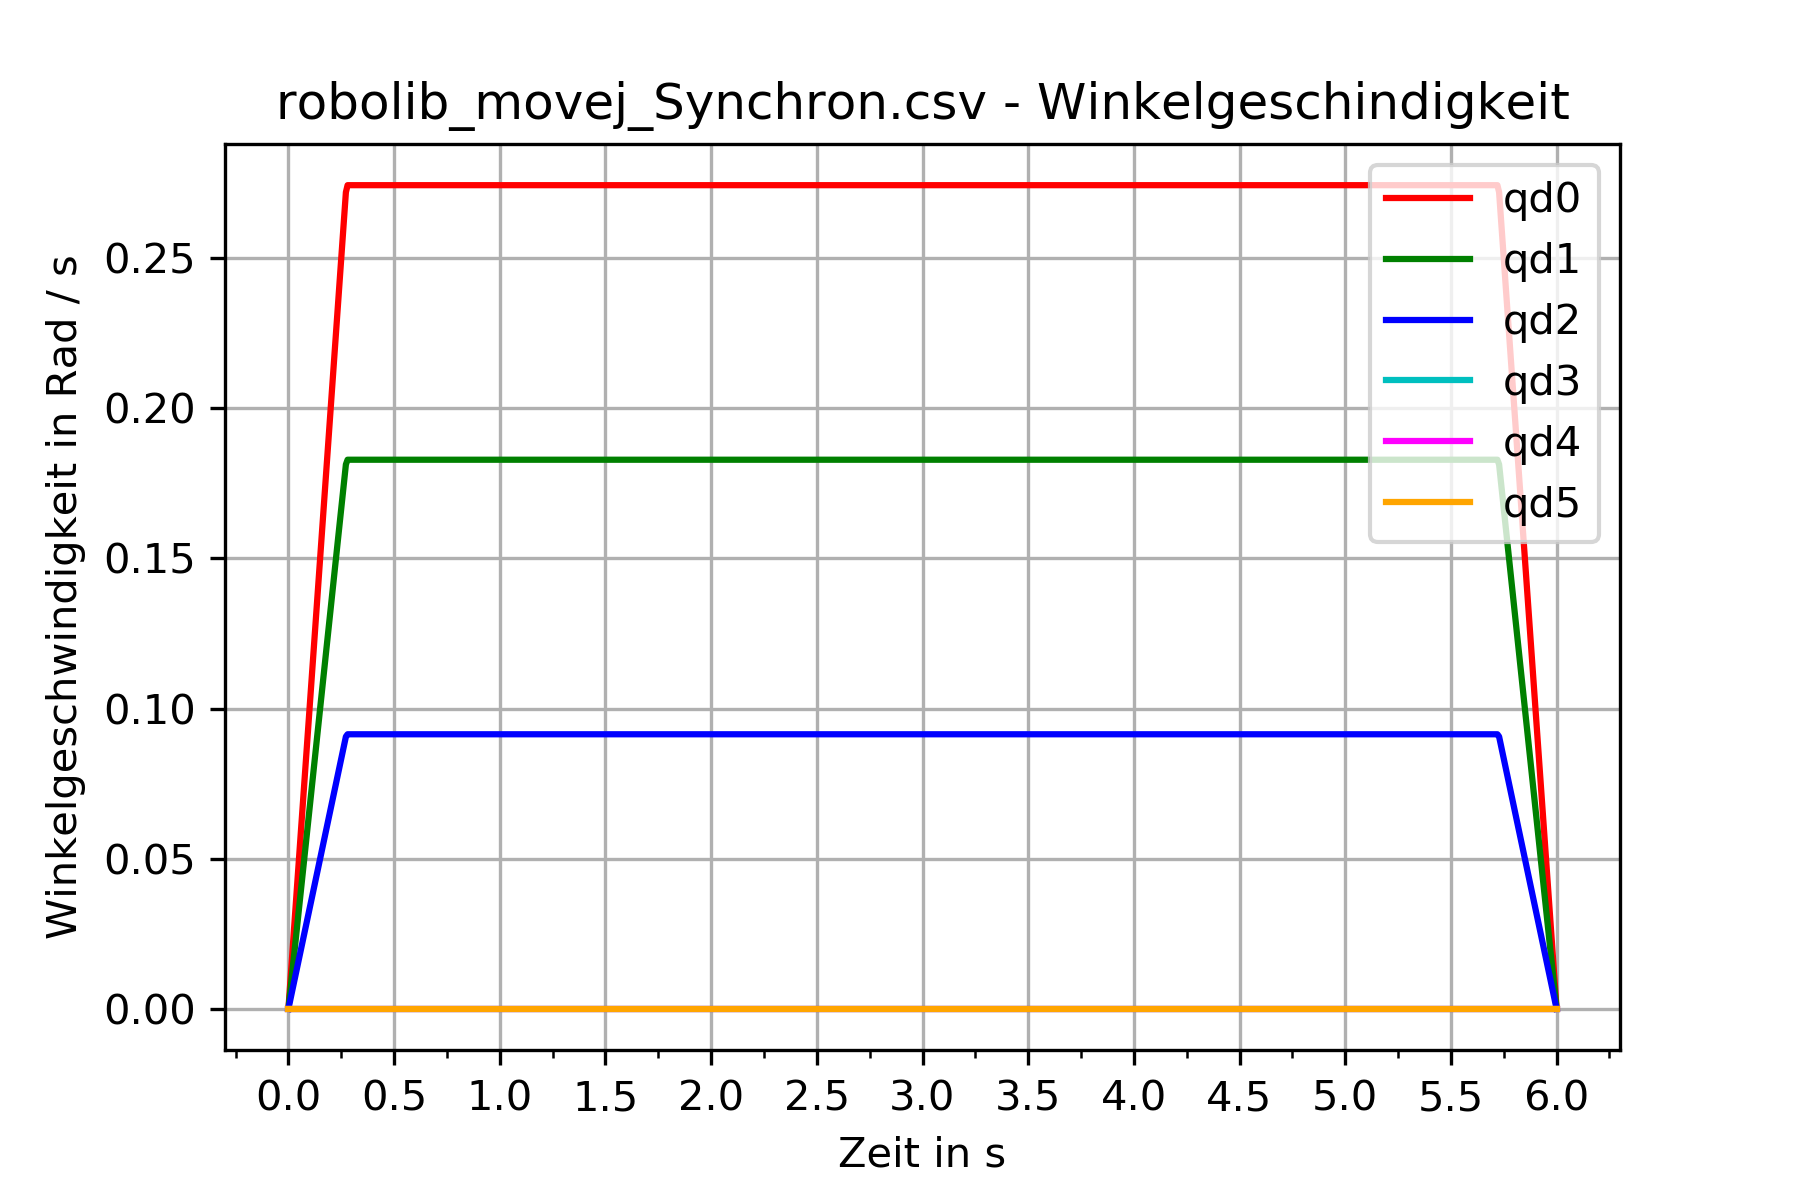 robolib_movej_Synchron.csv - Winkelgeschindigkeit
Winkelgeschwindigkeit in Rad / s
0.25
0.20
0.15
0.10
0.05
0.00
qd0
qd1
qd2
qd3
qd4
qd5
0.0 0.5 1.0 1.5 2.0 2.5 3.0 3.5 4.0 4.5 5.0 5.5 6.0
Zeit in s